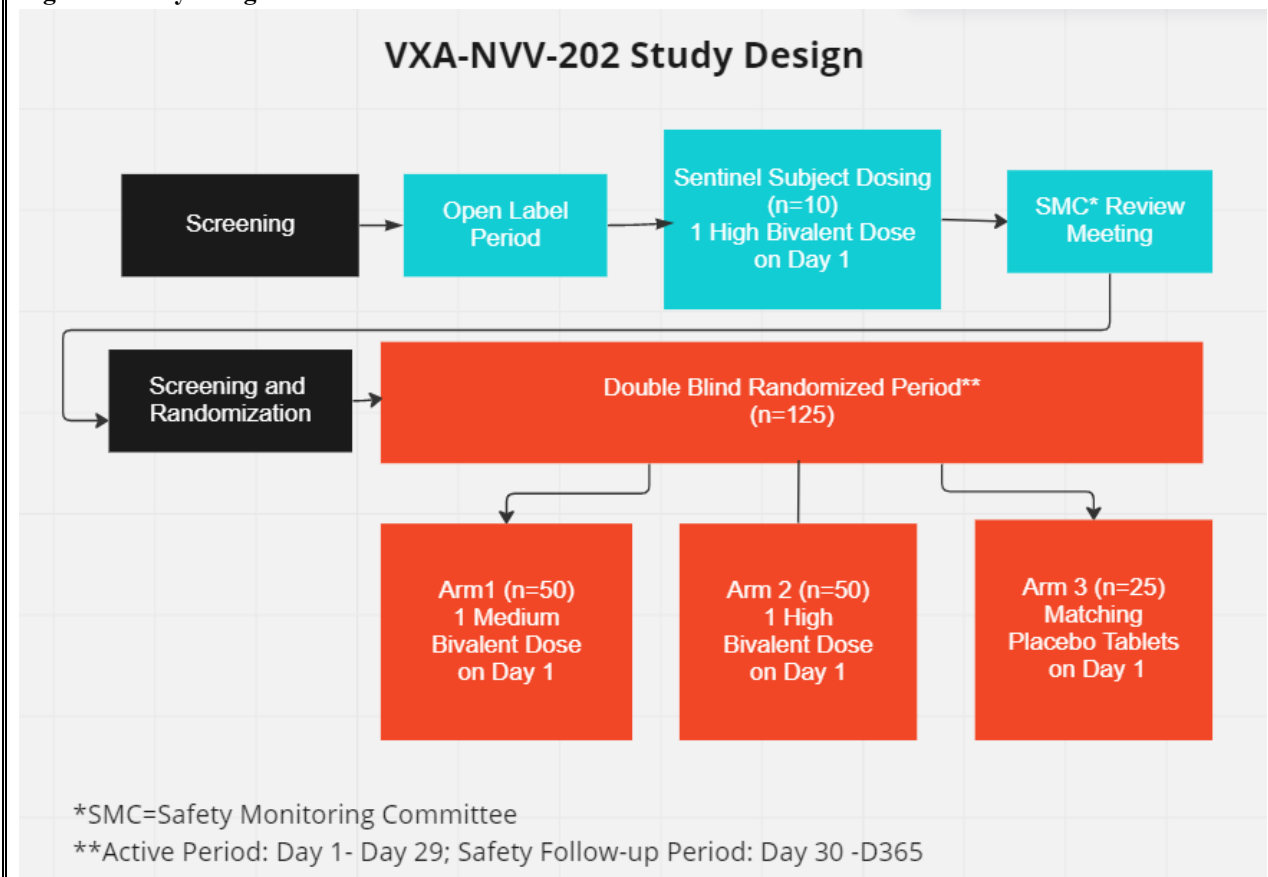 VXA-NVV-202 Study Design
Screening
Open Label
Period
Sentinel Subject Dosing
(n=10)
1 High Bivalent Dose
on Day 1
SMC* Review
Meeting
Screening and
Randomization
Double Blind Randomized Period**
(n=125)
Arm1 (n=50)
1 Medium
Bivalent Dose
on Day 1
Arm 2 (n=50)
1 High
Bivalent Dose
on Day 1
Arm 3 (n=25)
Matching
Placebo Tablets
on Day 1
*SMC=Safety Monitoring Committee
**Active Period: Day 1- Day 29; Safety Follow-up Period: Day 30 -D365